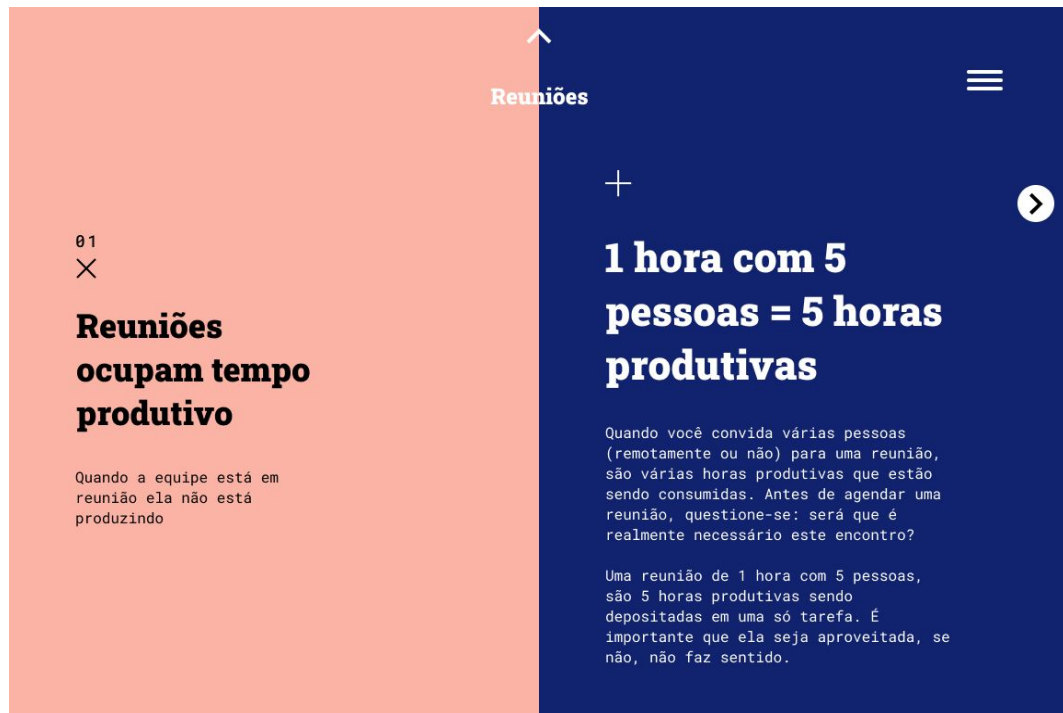 Reuniões
01
Reuniões
ocupam tempo
produtivo
Quando a equipe está em
reunião ela não está
produzindo
1 hora com 5
pessoas = 5 horas
produtivas
Quando você convida várias pessoas
(remotamente ou não) para uma reunião,
são várias horas produtivas que estão
sendo consumidas. Antes de agendar uma
reunião, questione-se: será que é
realmente necessário este encontro?
Uma reunião de 1 hora com 5 pessoas,
são 5 horas produtivas sendo
depositadas em uma só tarefa. É
importante que ela seja aproveitada, se
não, não faz sentido.